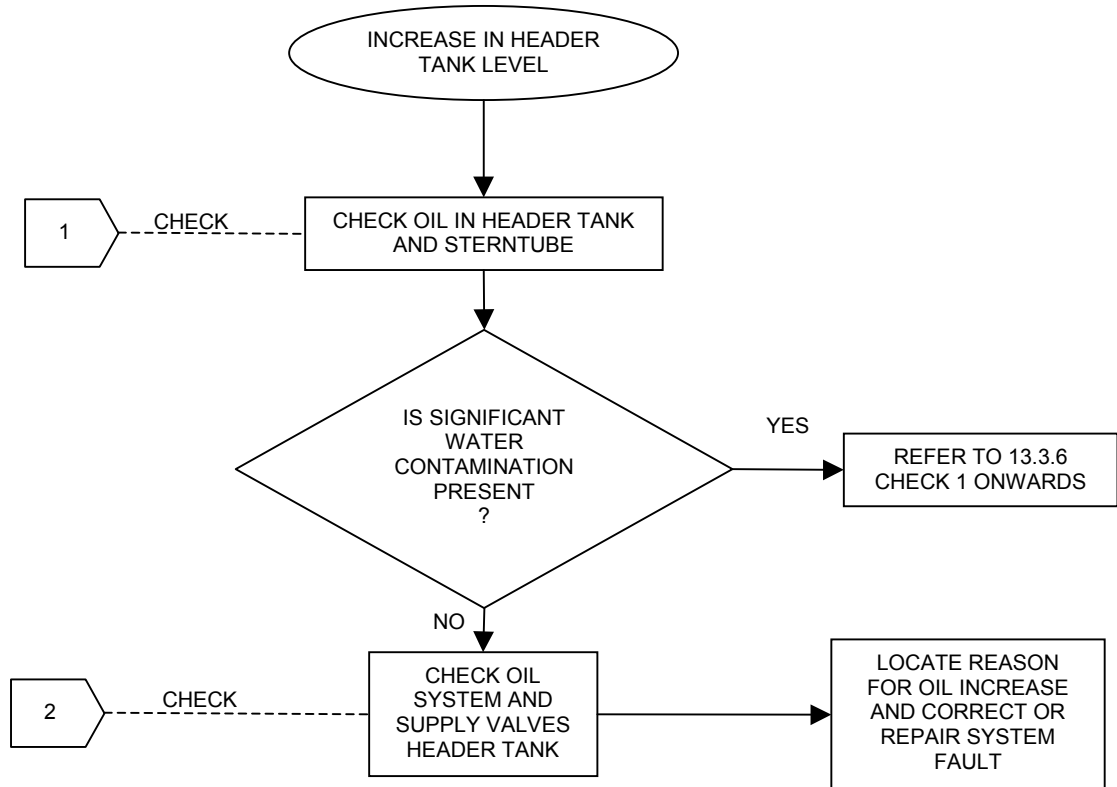 INCREASE IN HEADER
TANK LEVEL
1
CHECK
CHECK OIL IN HEADER TANK
AND STERNTUBE
IS SIGNIFICANT
WATER
CONTAMINATION
PRESENT
?
YES
REFER TO 13.3.6
CHECK 1 ONWARDS
NO
2
CHECK
CHECK OIL
SYSTEM AND
SUPPLY VALVES
HEADER TANK
LOCATE REASON
FOR OIL INCREASE
AND CORRECT OR
REPAIR SYSTEM
FAULT